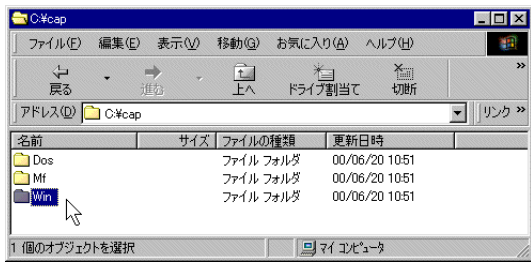 C:¥cap
ファイル(F) 編集(E) 表示(V) 移動(G) お気に入り(A) ヘルプ(H)
戻る 進む 上へ ドライブ割当て 切断 »
アドレス(D) C:¥cap リンク »
名前 サイズ ファイルの種類 更新日時
Dos ファイル フォルダ 00/06/20 10:51
Mf ファイル フォルダ 00/06/20 10:51
Win ファイル フォルダ 00/06/20 10:51
1 個のオブジェクトを選択 マイ コンピュータ